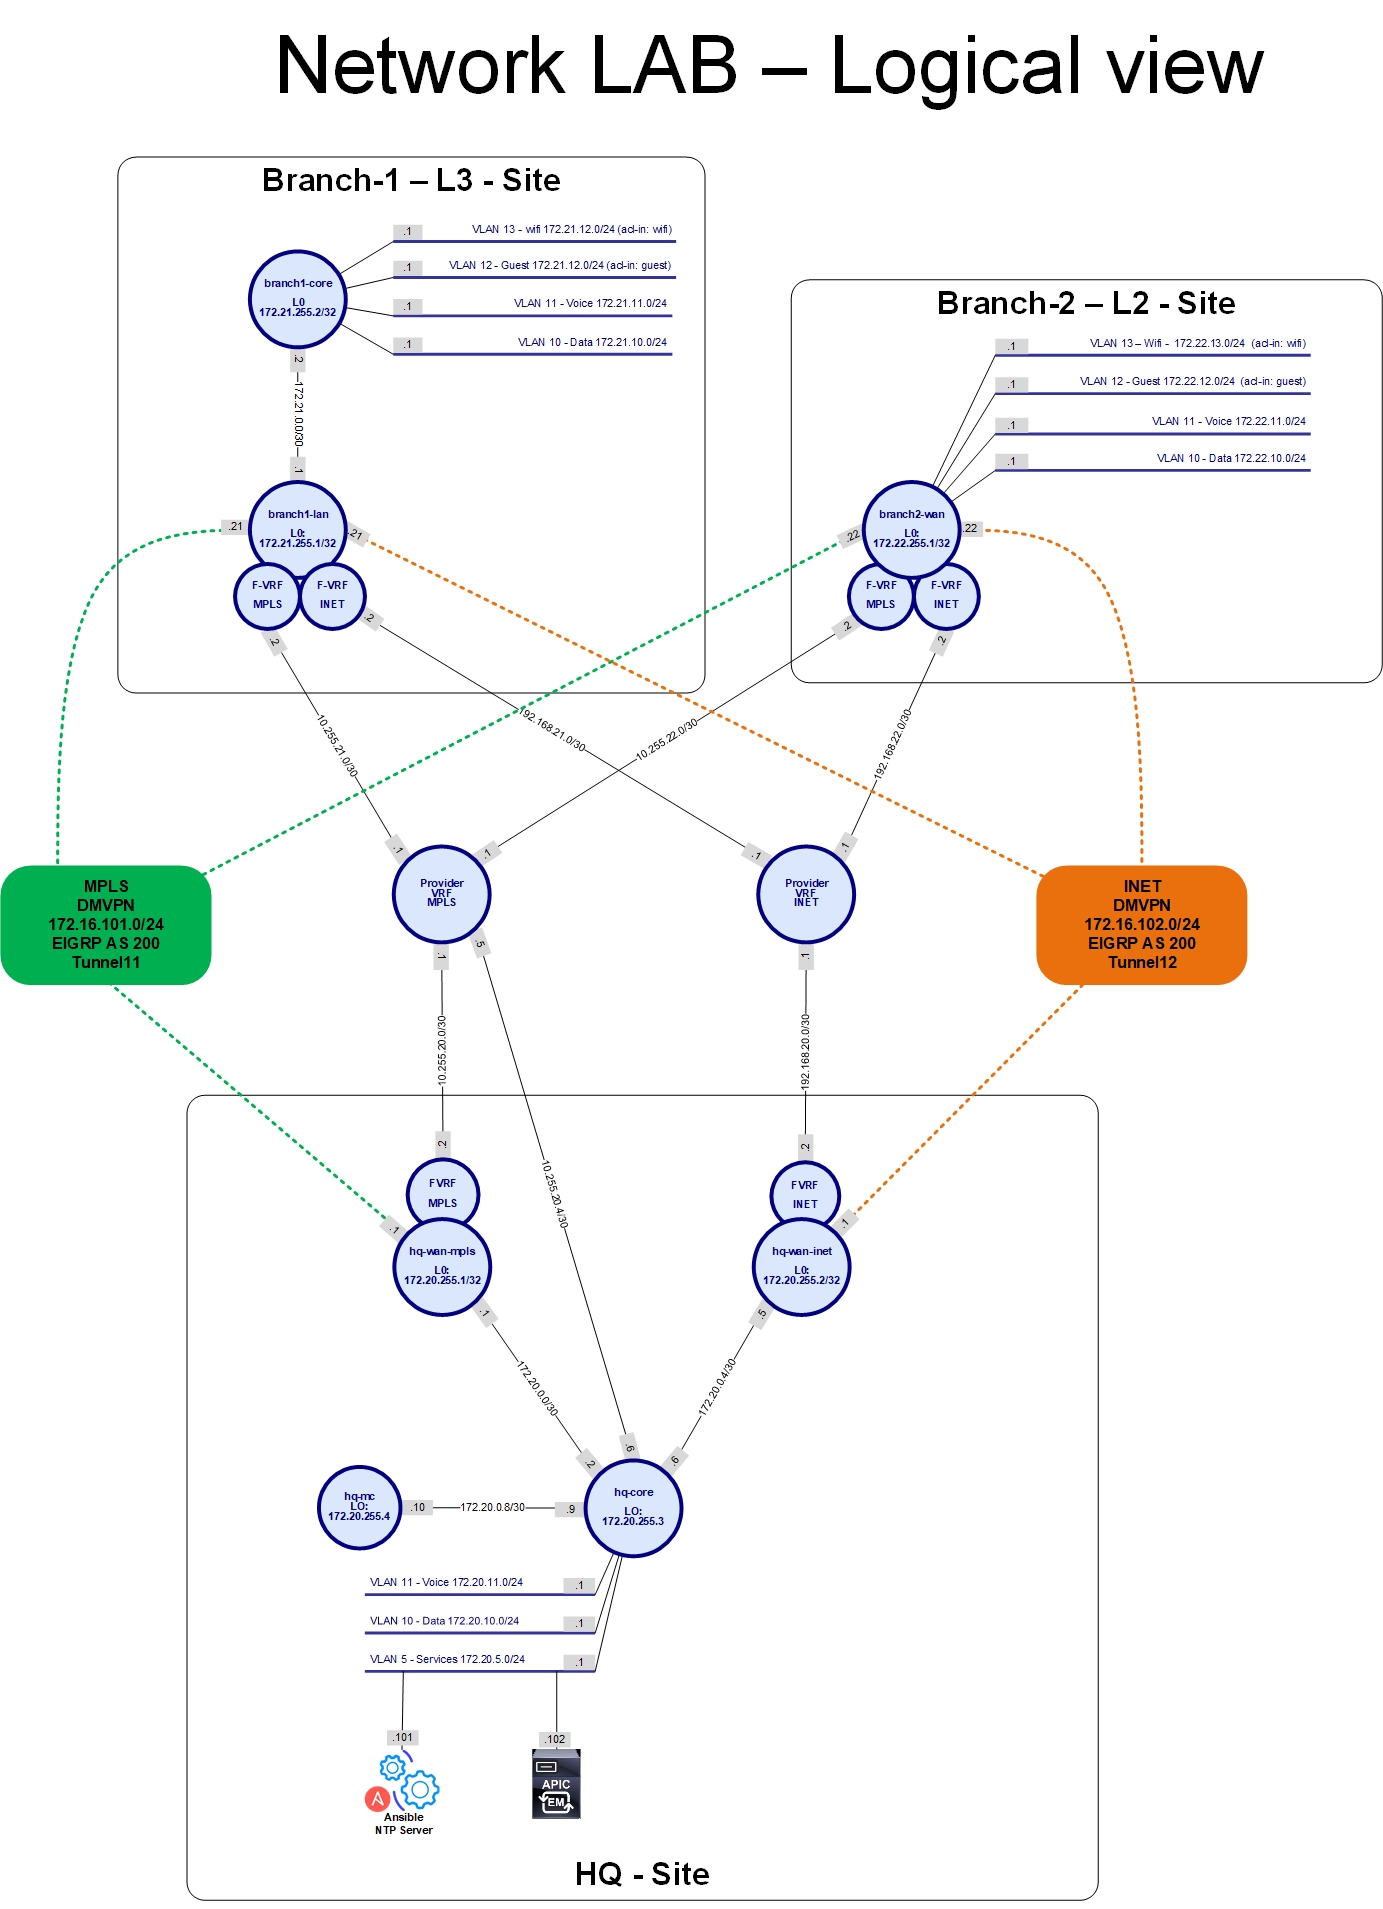 Network LAB – Logical view
Branch-1 – L3 - Site
.1
VLAN 13 - wifi 172.21.12.0/24 (acl-in: wifi)
.1
VLAN 12 - Guest 172.21.12.0/24 (acl-in: guest)
.1
VLAN 11 - Voice 172.21.11.0/24
.1
VLAN 10 - Data 172.21.10.0/24
branch1-core
L0
172.21.255.2/32
.2
172.21.0.0/30
.1
branch1-lan
L0:
172.21.255.1/32
.21
.21
F-VRF
MPLS
F-VRF
INET
.2
.2
Branch-2 – L2 - Site
.1
VLAN 13 – Wifi - 172.22.13.0/24 (acl-in: wifi)
.1
VLAN 12 - Guest 172.22.12.0/24 (acl-in: guest)
.1
VLAN 11 - Voice 172.22.11.0/24
.1
VLAN 10 - Data 172.22.10.0/24
branch2-wan
L0:
172.22.255.1/32
.22
.22
F-VRF
MPLS
F-VRF
INET
.2
.2
10.255.21.0/30
192.168.21.0/30
10.255.22.0/30
192.168.22.0/30
.1
.1
.1
.1
MPLS
DMVPN
172.16.101.0/24
EIGRP AS 200
Tunnel11
Provider
VRF
MPLS
Provider
VRF
INET
INET
DMVPN
172.16.102.0/24
EIGRP AS 200
Tunnel12
.1
.5
.1
10.255.20.0/30
10.255.20.4/30
192.168.20.0/30
.2
.2
FVRF
MPLS
FVRF
INET
.1
.1
hq-wan-mpls
L0:
172.20.255.1/32
hq-wan-inet
L0:
172.20.255.2/32
.1
.5
172.20.0.0/30
172.20.0.4/30
.2
.6
.6
hq-mc
LO:
172.20.255.4
.10
172.20.0.8/30
.9
hq-core
LO:
172.20.255.3
VLAN 11 - Voice 172.20.11.0/24
.1
VLAN 10 - Data 172.20.10.0/24
.1
VLAN 5 - Services 172.20.5.0/24
.1
.101
.102
A
Ansible
NTP Server
APIC
EM
HQ - Site